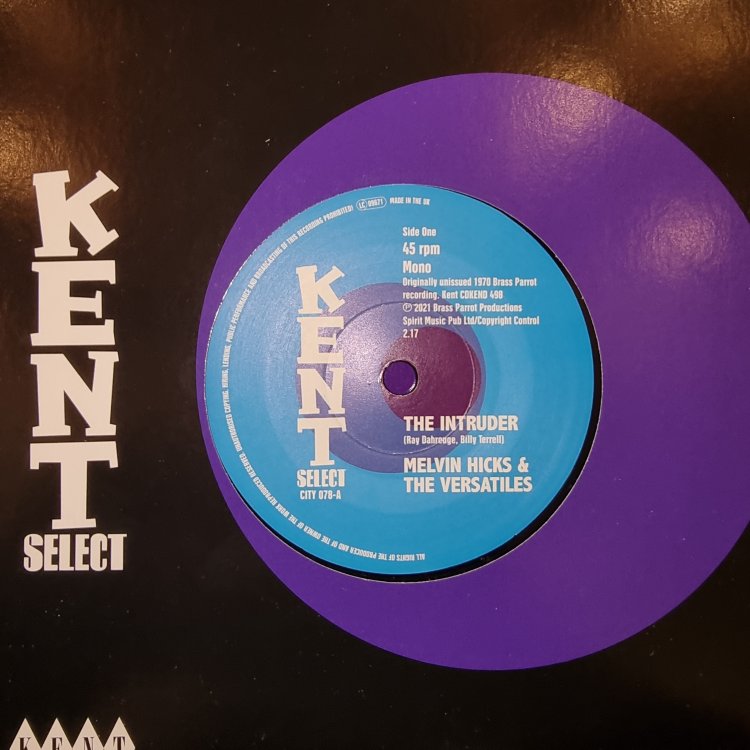 KENT
SELECT
KENT
UNAUTHORISED COPYING, HIRING, LENDING, PUBLIC PERFORMANCE AND BROADCASTING OF THIS RECORDING PROHIBITED!
LC 09671
MADE IN THE UK
ALL RIGHTS OF THE PRODUCER AND OF THE OWNER OF THE WORK REPRODUCED RESERVED.
Side One
45 rpm
Mono
Originally unissued 1970 Brass Parrot
recording. Kent CDKEND 498
℗ 2021 Brass Parrot Productions
Spirit Music Pub Ltd/Copyright Control
2.17
KENT
SELECT
CITY 078-A
THE INTRUDER
(Ray Dahrouge, Billy Terrell)
MELVIN HICKS &
THE VERSATILES